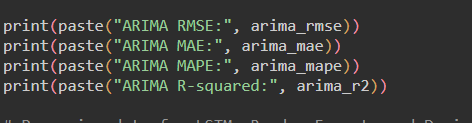 print(paste("ARIMA RMSE:", arima_rmse))
print(paste("ARIMA MAE:", arima_mae))
print(paste("ARIMA MAPE:", arima_mape))
print(paste("ARIMA R-squared:", arima_r2))